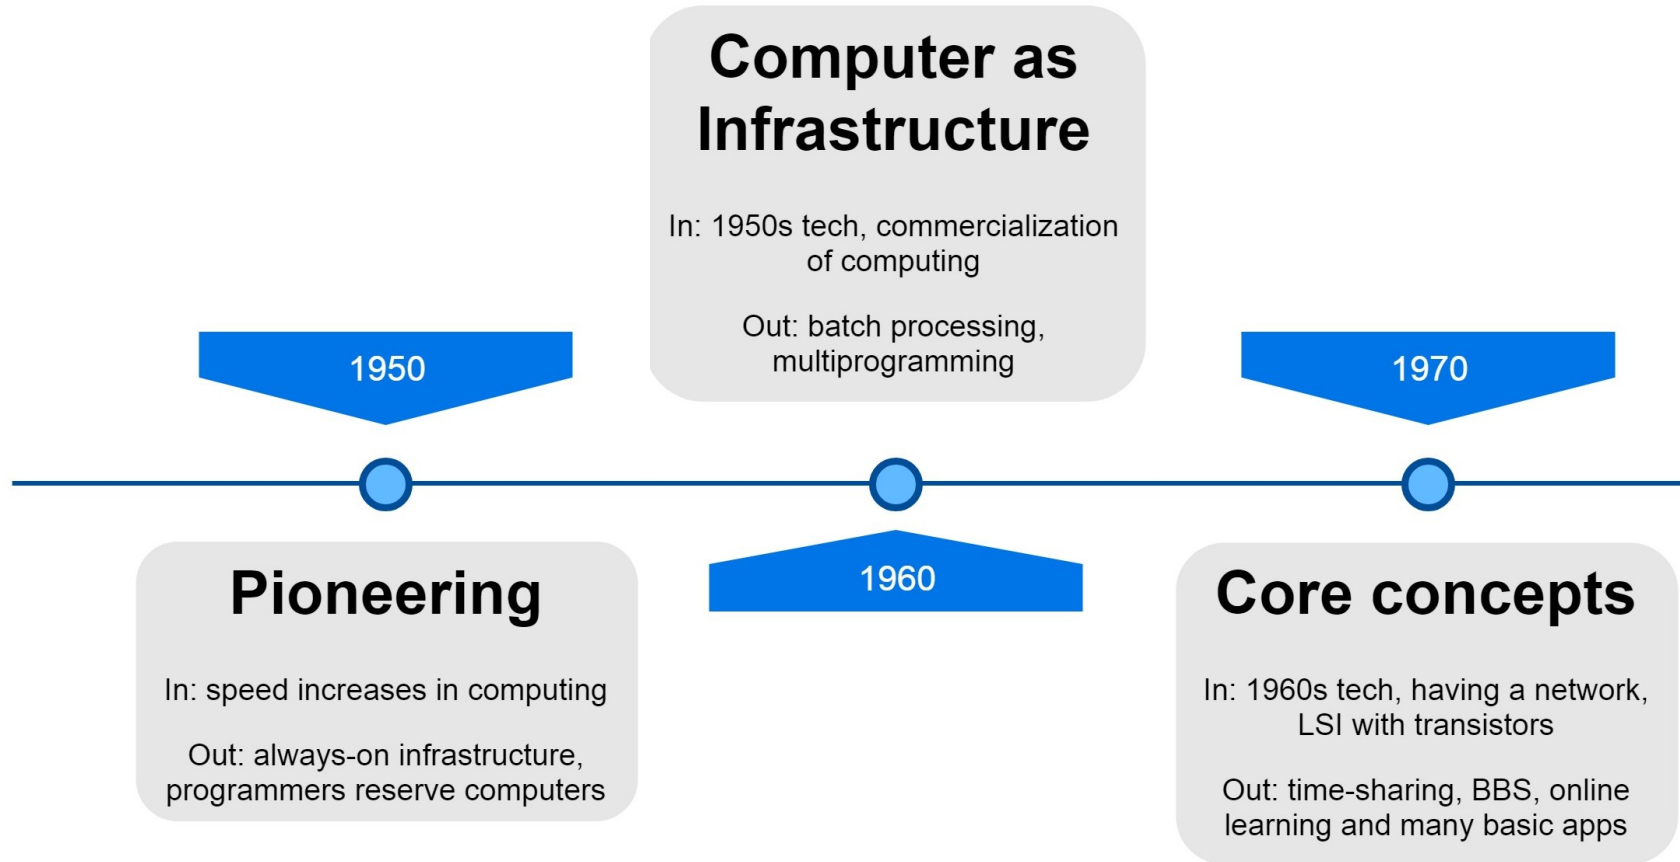 1950
Pioneering
In: speed increases in computing
Out: always-on infrastructure,
programmers reserve computers
Computer as
Infrastructure
In: 1950s tech, commercialization
of computing
Out: batch processing,
multiprogramming
1960
1970
Core concepts
In: 1960s tech, having a network,
LSI with transistors
Out: time-sharing, BBS, online
learning and many basic apps